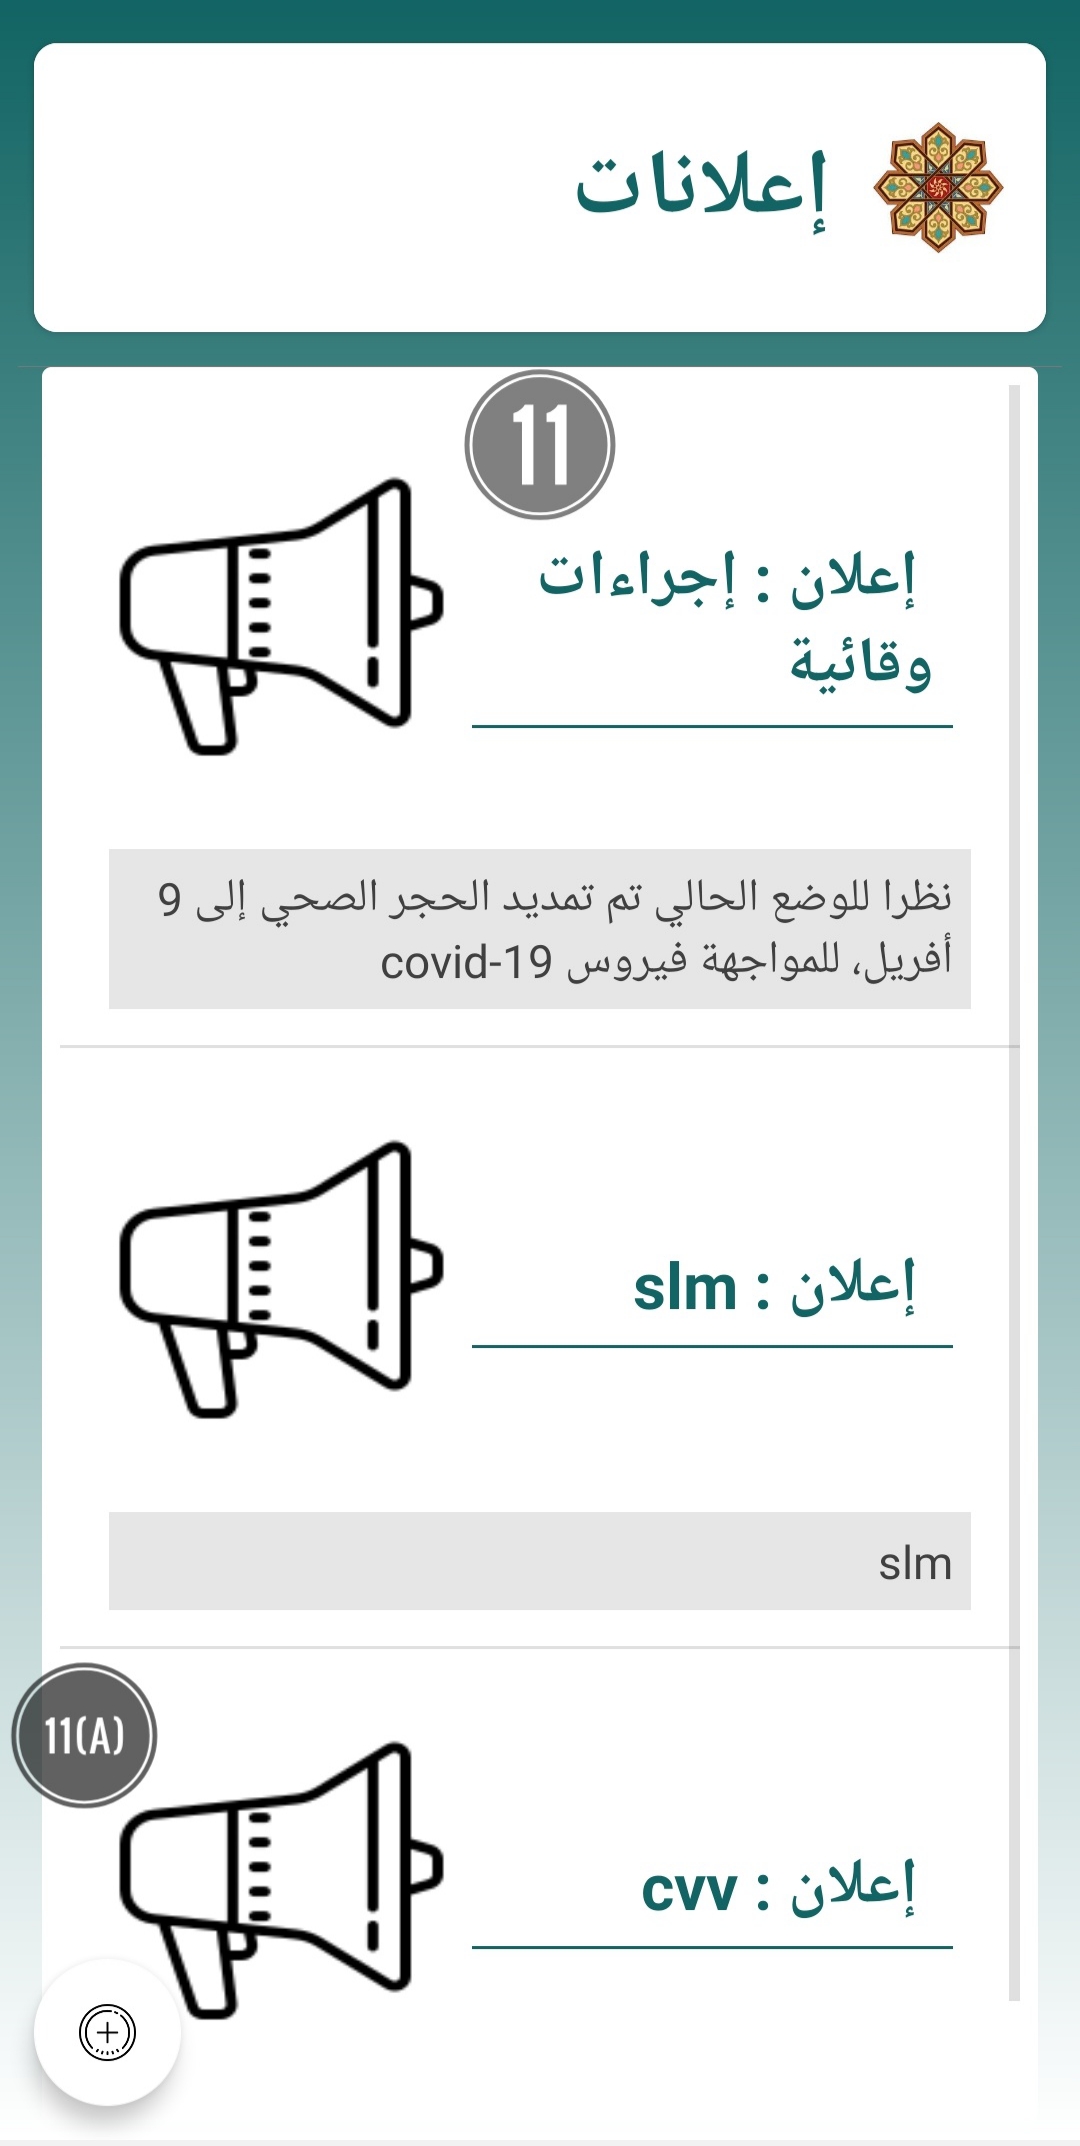 إعلانات
11
إعلان : إجراءات
وقائية
نظرا للوضع الحالي تم تمديد الحجر الصحي إلى 9
أفريل، للمواجهة فيروس covid-19
إعلان : slm
slm
11(A)
إعلان : cvv